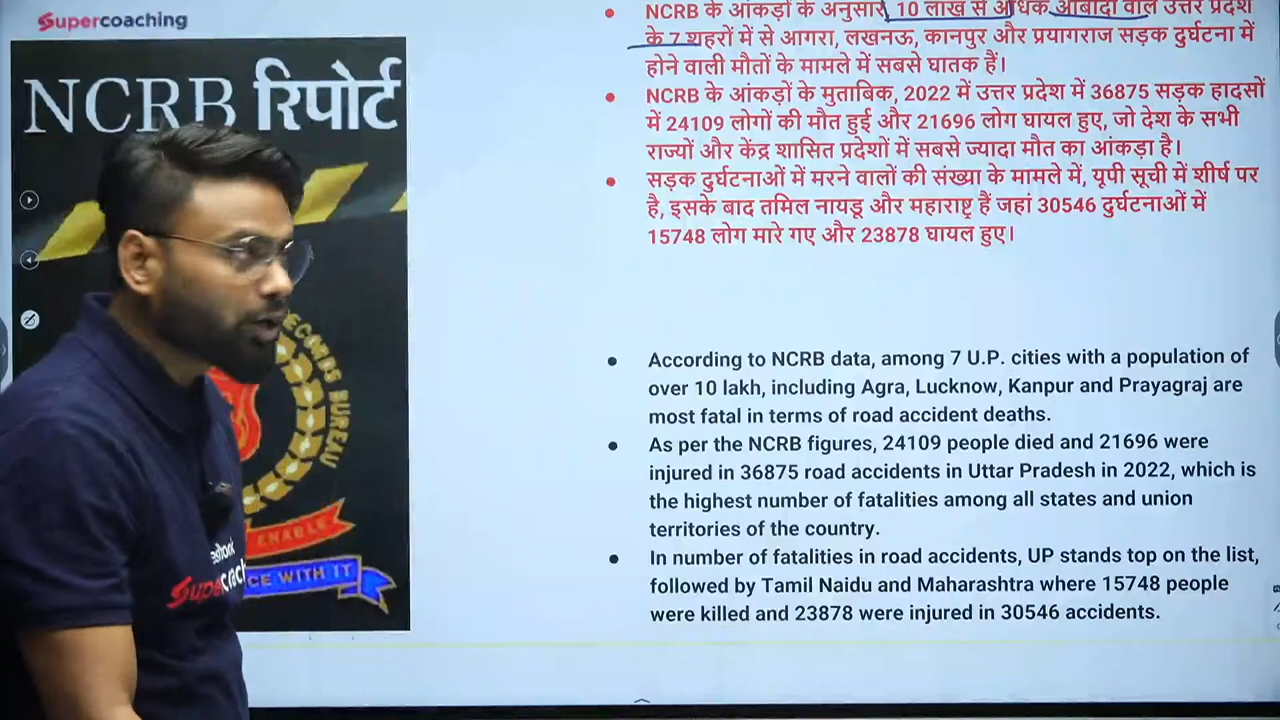 Supercoaching
NCRB रिपोर्ट
ECORDS BUREAU
ENABLE
CE WITH IT
Supercoach
NCRB के आंकड़ों के अनुसार, 10 लाख से अधिक आबादी वाले उत्तर प्रदेश
के 7 शहरों में से आगरा, लखनऊ, कानपुर और प्रयागराज सड़क दुर्घटना में
होने वाली मौतों के मामले में सबसे घातक हैं।
NCRB के आंकड़ों के मुताबिक, 2022 में उत्तर प्रदेश में 36875 सड़क हादसों
में 24109 लोगों की मौत हुई और 21696 लोग घायल हुए, जो देश के सभी
राज्यों और केंद्र शासित प्रदेशों में सबसे ज्यादा मौत का आंकड़ा है।
सड़क दुर्घटनाओं में मरने वालों की संख्या के मामले में, यूपी सूची में शीर्ष पर
है, इसके बाद तमिल नायडू और महाराष्ट्र हैं जहां 30546 दुर्घटनाओं में
15748 लोग मारे गए और 23878 घायल हुए।
According to NCRB data, among 7 U.P. cities with a population of
over 10 lakh, including Agra, Lucknow, Kanpur and Prayagraj are
most fatal in terms of road accident deaths.
As per the NCRB figures, 24109 people died and 21696 were
injured in 36875 road accidents in Uttar Pradesh in 2022, which is
the highest number of fatalities among all states and union
territories of the country.
In number of fatalities in road accidents, UP stands top on the list,
followed by Tamil Naidu and Maharashtra where 15748 people
were killed and 23878 were injured in 30546 accidents.